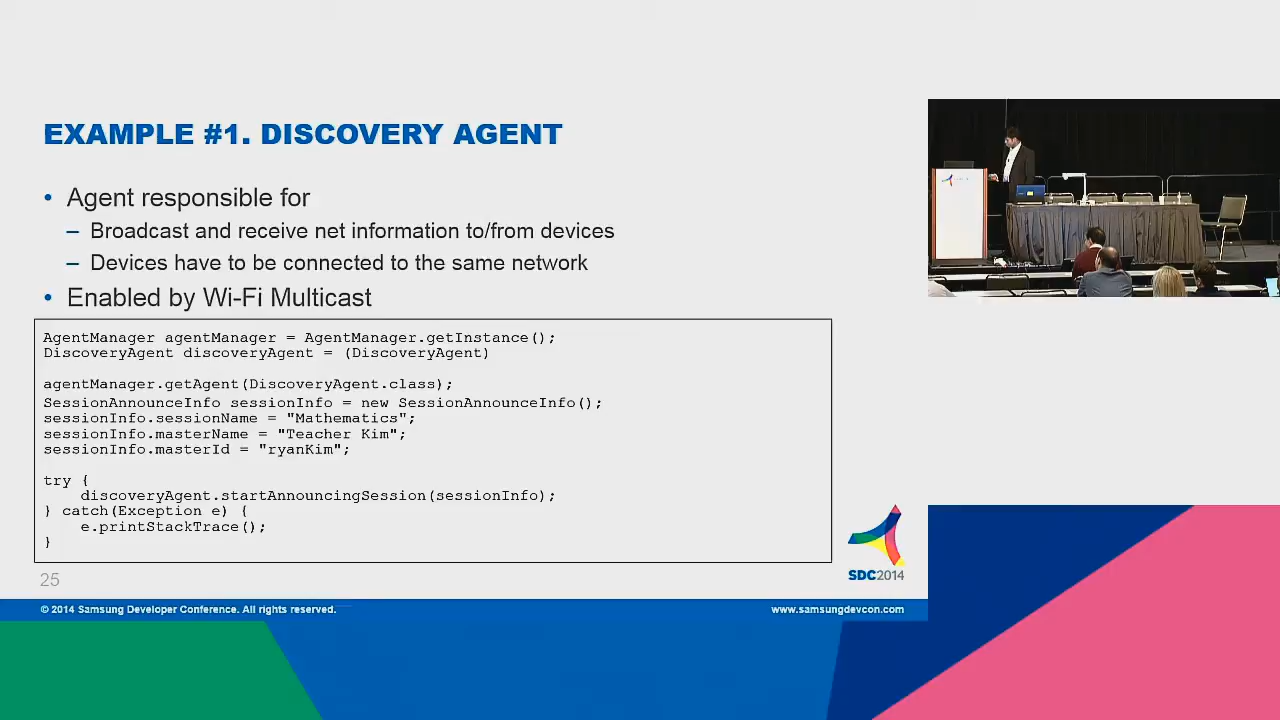 EXAMPLE #1. DISCOVERY AGENT
• Agent responsible for
– Broadcast and receive net information to/from devices
– Devices have to be connected to the same network
• Enabled by Wi-Fi Multicast
AgentManager agentManager = AgentManager.getInstance();
DiscoveryAgent discoveryAgent = (DiscoveryAgent)
agentManager.getAgent(DiscoveryAgent.class);
SessionAnnounceInfo sessionInfo = new SessionAnnounceInfo();
sessionInfo.sessionName = "Mathematics";
sessionInfo.masterName = "Teacher Kim";
sessionInfo.masterId = "ryanKim";
try {
discoveryAgent.startAnnouncingSession(sessionInfo);
} catch(Exception e) {
e.printStackTrace();
}
SDC2014
25
© 2014 Samsung Developer Conference. All rights reserved.
www.samsungdevcon.com